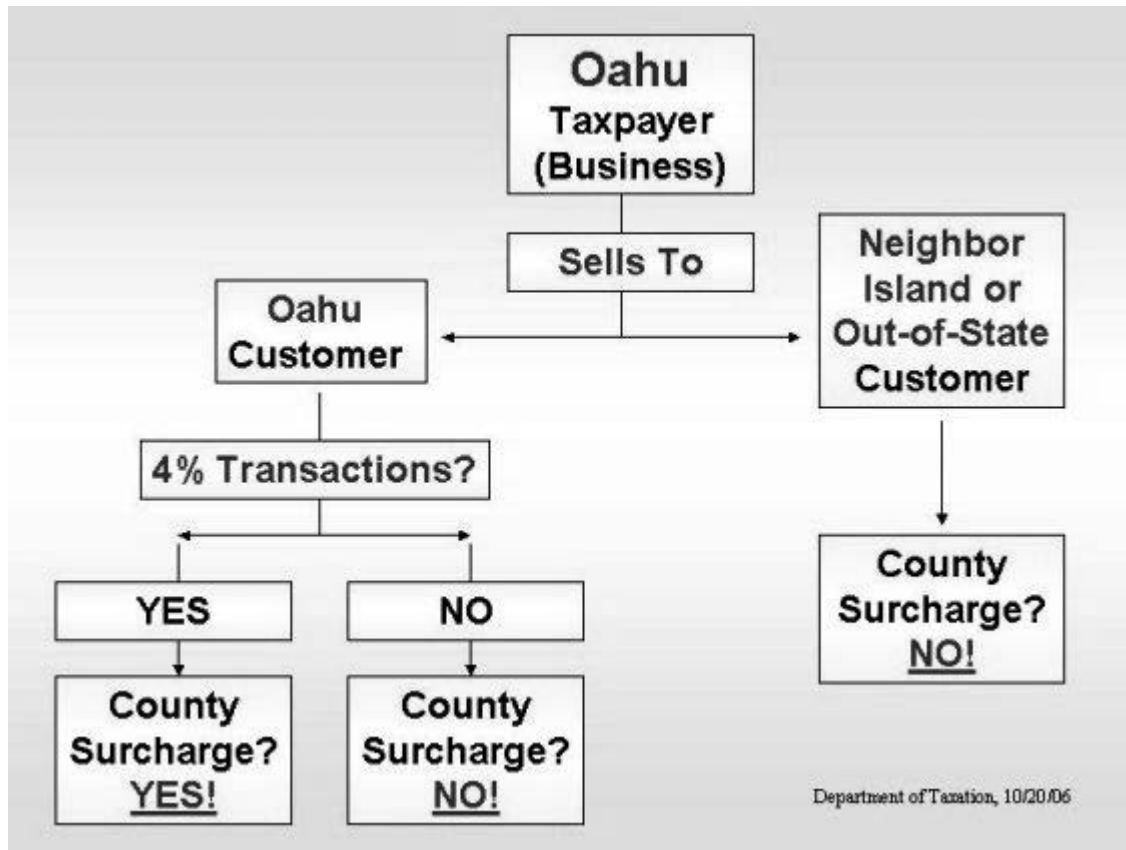 Oahu
Taxpayer
(Business)
Sells To
Oahu
Customer
Neighbor
Island or
Out-of-State
Customer
4% Transactions?
YES
NO
County
Surcharge?
YES!
County
Surcharge?
NO!
County
Surcharge?
NO!
Department of Taxation, 10/20/06